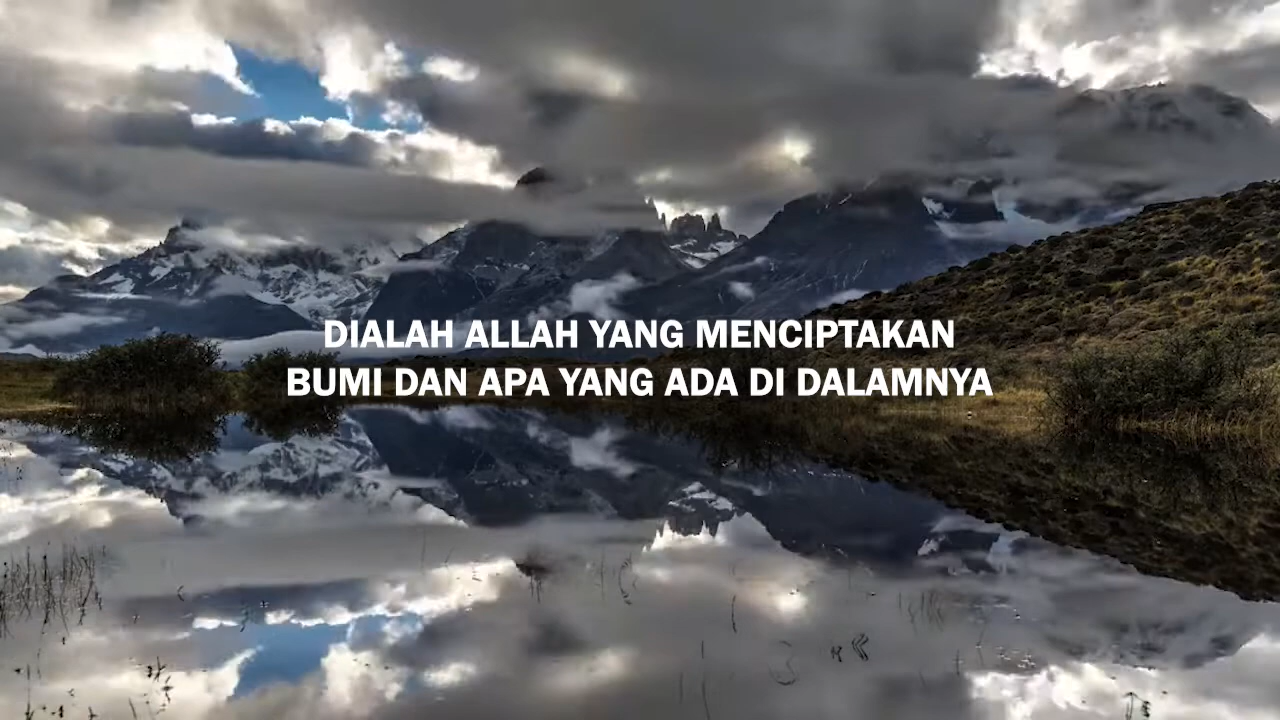 DIALAH ALLAH YANG MENCIPTAKAN
BUMI DAN APA YANG ADA DI DALAMNYA